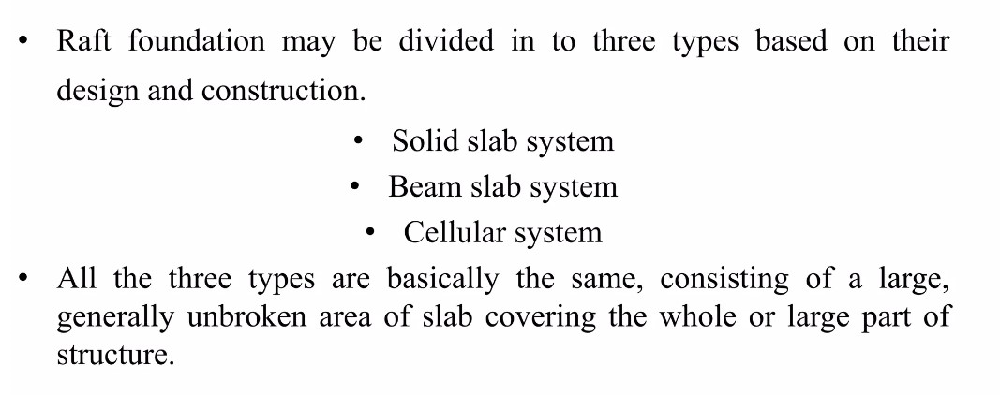 • Raft foundation may be divided in to three types based on their
design and construction.
• Solid slab system
• Beam slab system
• Cellular system
• All the three types are basically the same, consisting of a large,
generally unbroken area of slab covering the whole or large part of
structure.